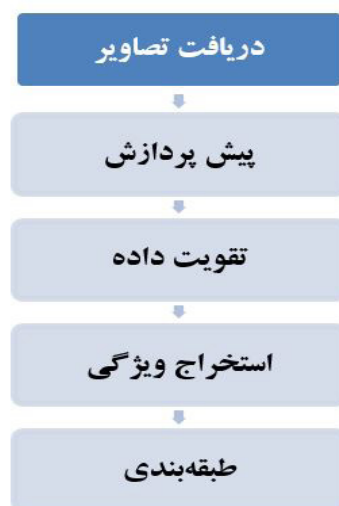 دریافت تصاویر
پیش پردازش
تقویت داده
استخراج ویژگی
طبقه‌بندی